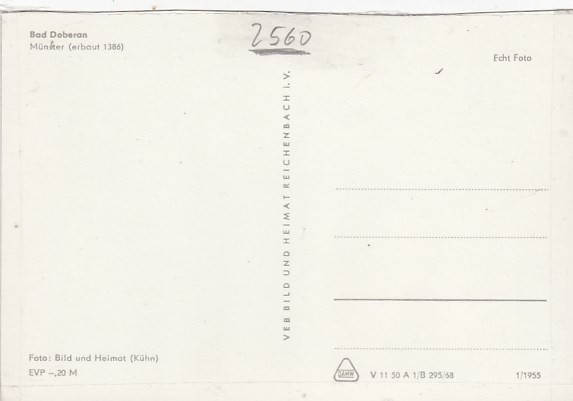 Bad Doberan
Münster (erbaut 1386)
2560
Echt Foto
VEB BILD UND HEIMAT REICHENBACH I.V.
Foto: Bild und Heimat (Kühn)
EVP –,20 M
V 11 50 A 1/B 295/68
1/1955